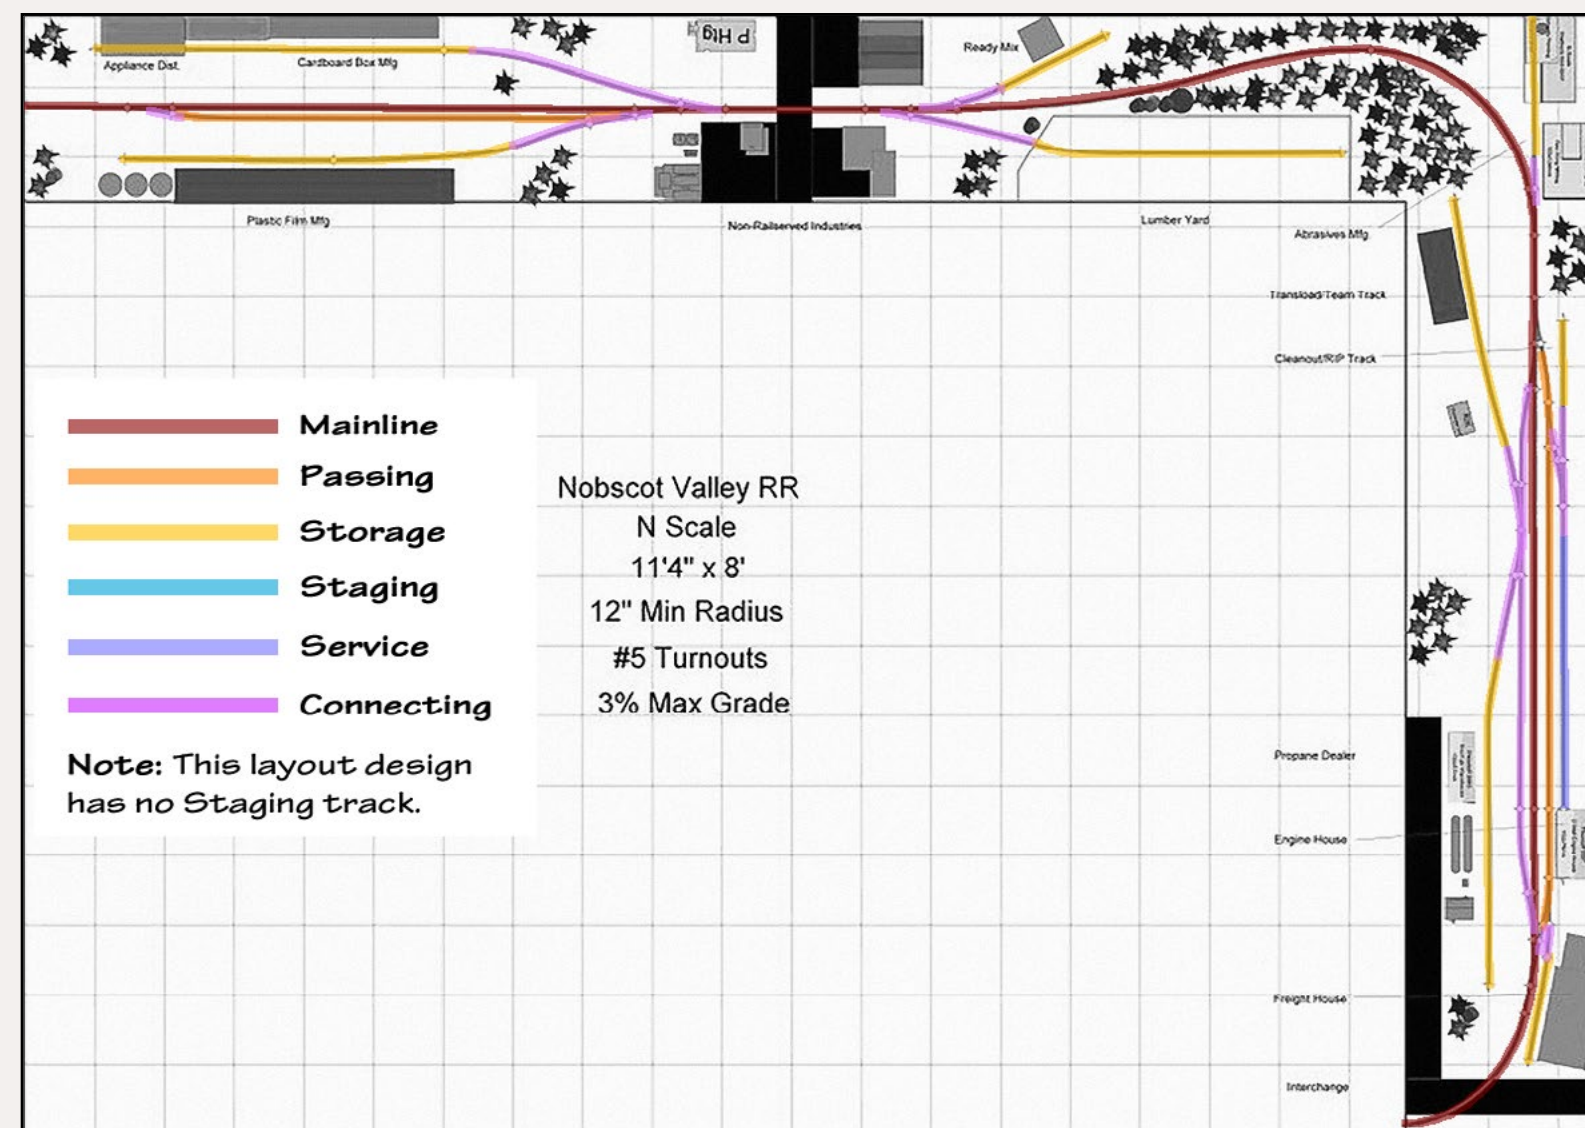 P Htg
Ready Mix
Appliance Dist.
Cardboard Box Mfg
Plastic Film Mfg
Non-Railserved Industries
Lumber Yard
Abrasives Mfg
Transload/Team Track
Cleanout/RIP Track
Mainline
Passing
Storage
Staging
Service
Connecting
Note: This layout design
has no Staging track.
Nobscot Valley RR
N Scale
11'4" x 8'
12" Min Radius
#5 Turnouts
3% Max Grade
Propane Dealer
Engine House
Freight House
Interchange